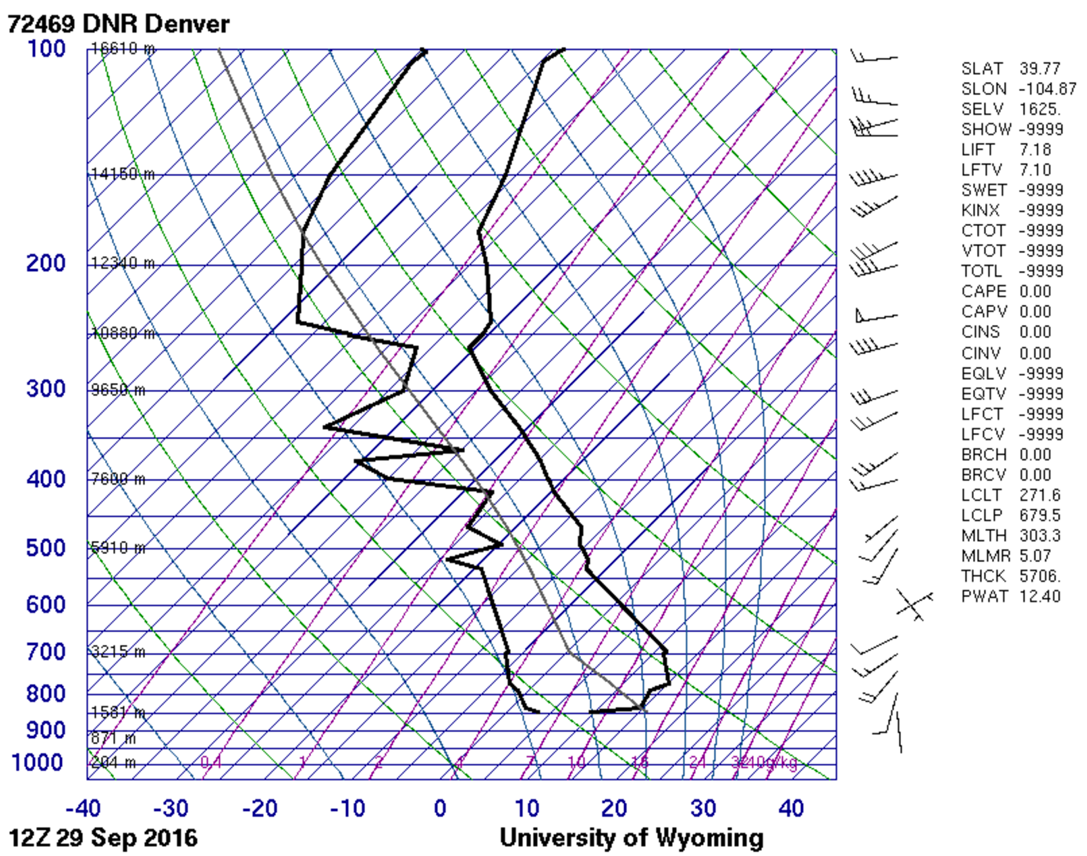 72469 DNR Denver
100 16610 m
14150 m
200 12340 m
10880 m
300 9650 m
400 7600 m
500 5910 m
600
700 3215 m
800
1581 m
900
871 m
1000 204 m
0.4 1 2 4 7 10 16 24 32 40g/kg
-40 -30 -20 -10 0 10 20 30 40
12Z 29 Sep 2016 University of Wyoming
SLAT 39.77
SLON -104.87
SELV 1625.
SHOW -9999
LIFT 7.18
LFTV 7.10
SWET -9999
KINX -9999
CTOT -9999
VTOT -9999
TOTL -9999
CAPE 0.00
CAPV 0.00
CINS 0.00
CINV 0.00
EQLV -9999
EQTV -9999
LFCT -9999
LFCV -9999
BRCH 0.00
BRCV 0.00
LCLT 271.6
LCLP 679.5
MLTH 303.3
MLMR 5.07
THCK 5706.
PWAT 12.40